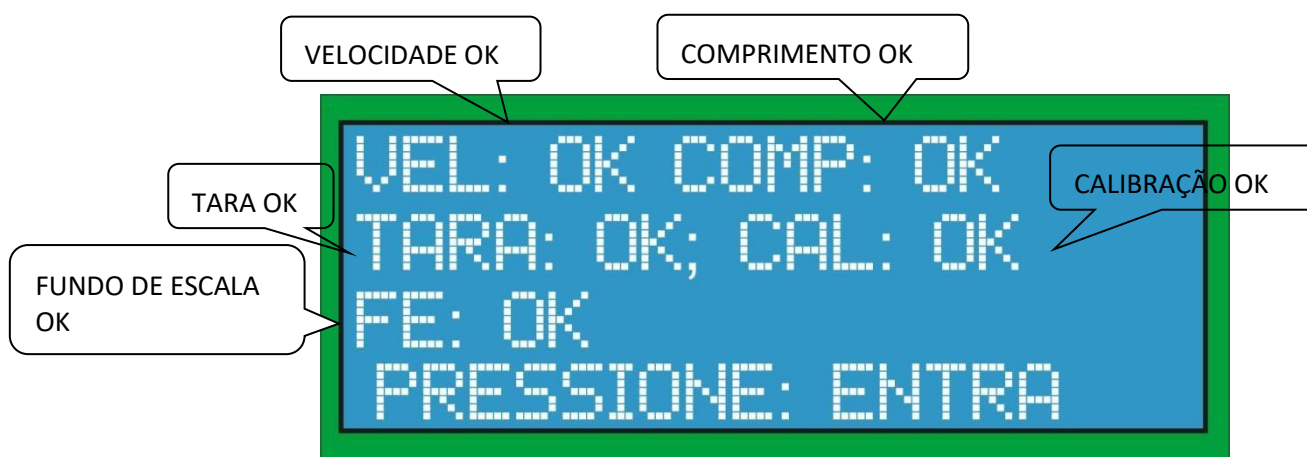 VELOCIDADE OK
COMPRIMENTO OK
VEL: OK COMP: OK
CALIBRAÇÃO OK
TARA OK
TARA: OK; CAL: OK
FUNDO DE ESCALA
OK
FE: OK
PRESSIONE: ENTRA